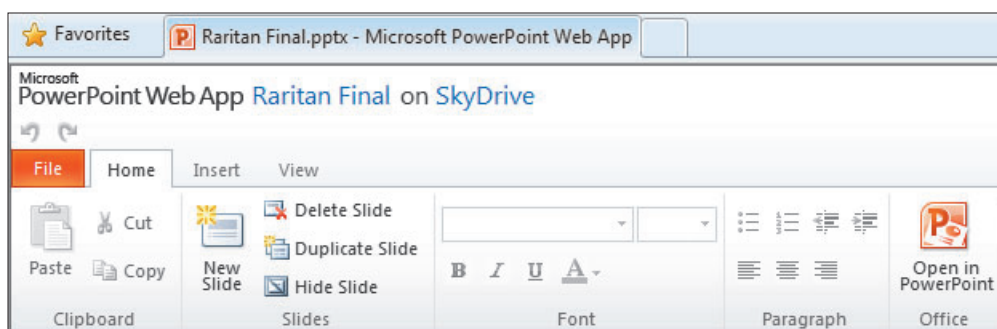 Favorites
Raritan Final.pptx - Microsoft PowerPoint Web App
Microsoft
PowerPoint Web App Raritan Final on SkyDrive
File Home Insert View
Paste
Cut
Copy
Clipboard
New
Slide
Delete Slide
Duplicate Slide
Hide Slide
Slides
B I U A
Font
Paragraph
Open in
PowerPoint
Office